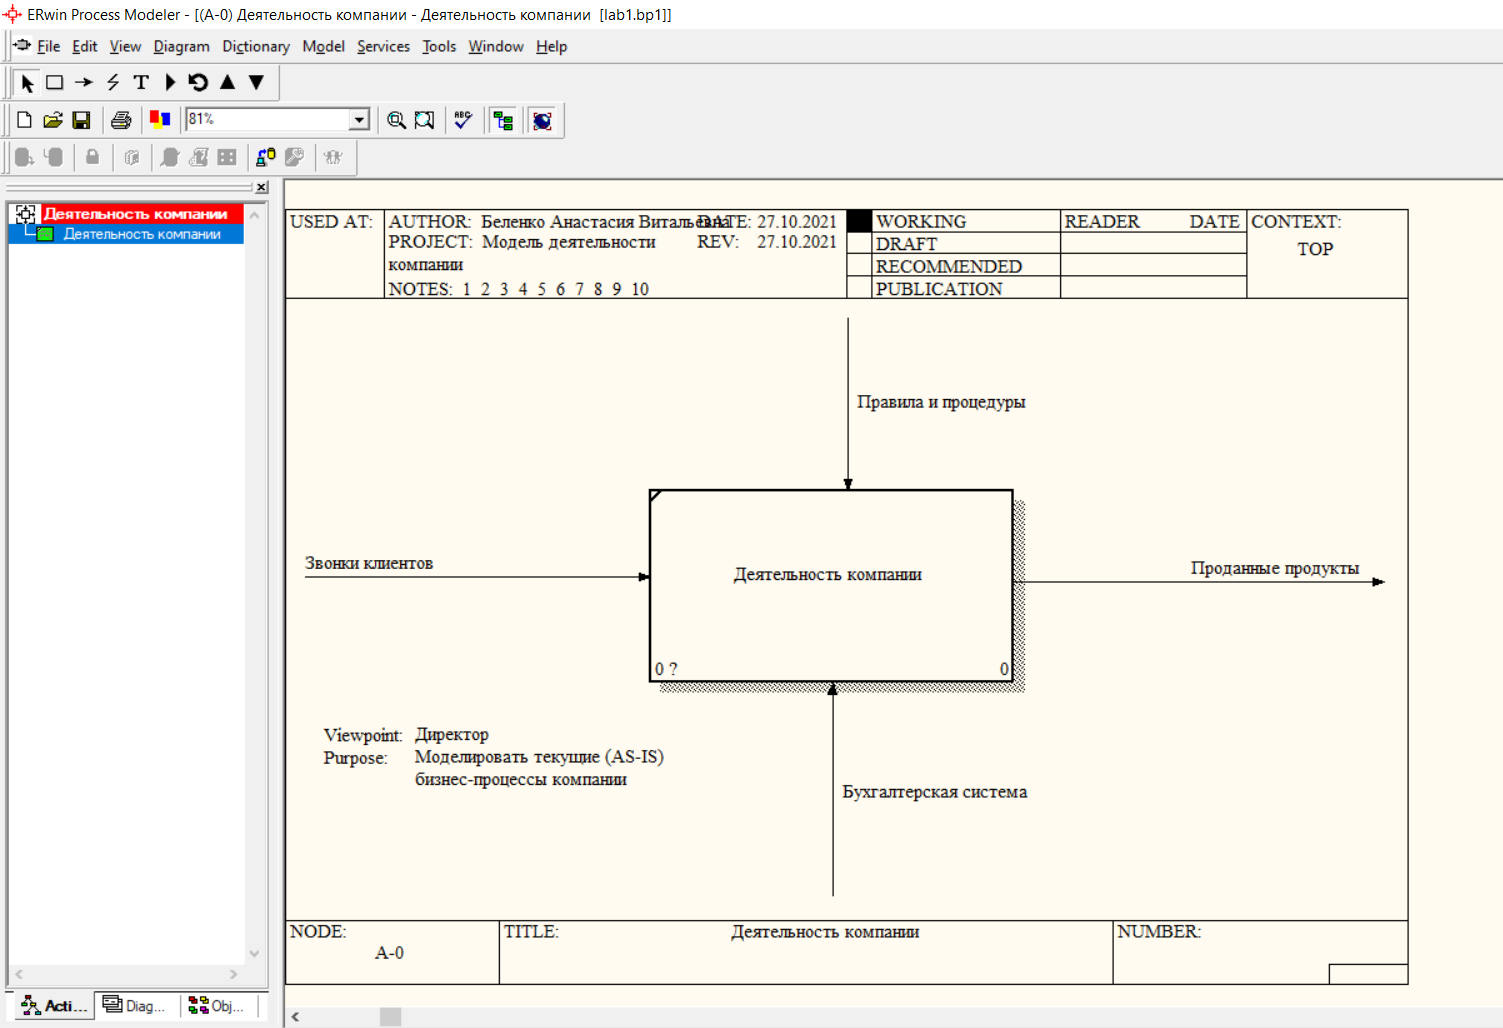 ERwin Process Modeler - [(A-0) Деятельность компании - Деятельность компании [lab1.bp1]]
File Edit View Diagram Dictionary Model Services Tools Window Help
T
81%
ABC
Деятельность компании
Деятельность компании
Acti... Diag... Obj...
USED AT:
AUTHOR: Беленко Анастасия Витальевна DATE: 27.10.2021
PROJECT: Модель деятельности REV: 27.10.2021
компании
NOTES: 1 2 3 4 5 6 7 8 9 10
WORKING
DRAFT
RECOMMENDED
PUBLICATION
READER DATE
CONTEXT:
TOP
Правила и процедуры
Звонки клиентов
Деятельность компании
0 ? 0
Проданные продукты
Viewpoint: Директор
Purpose: Моделировать текущие (AS-IS)
бизнес-процессы компании
Бухгалтерская система
NODE:
A-0
TITLE: Деятельность компании
NUMBER: